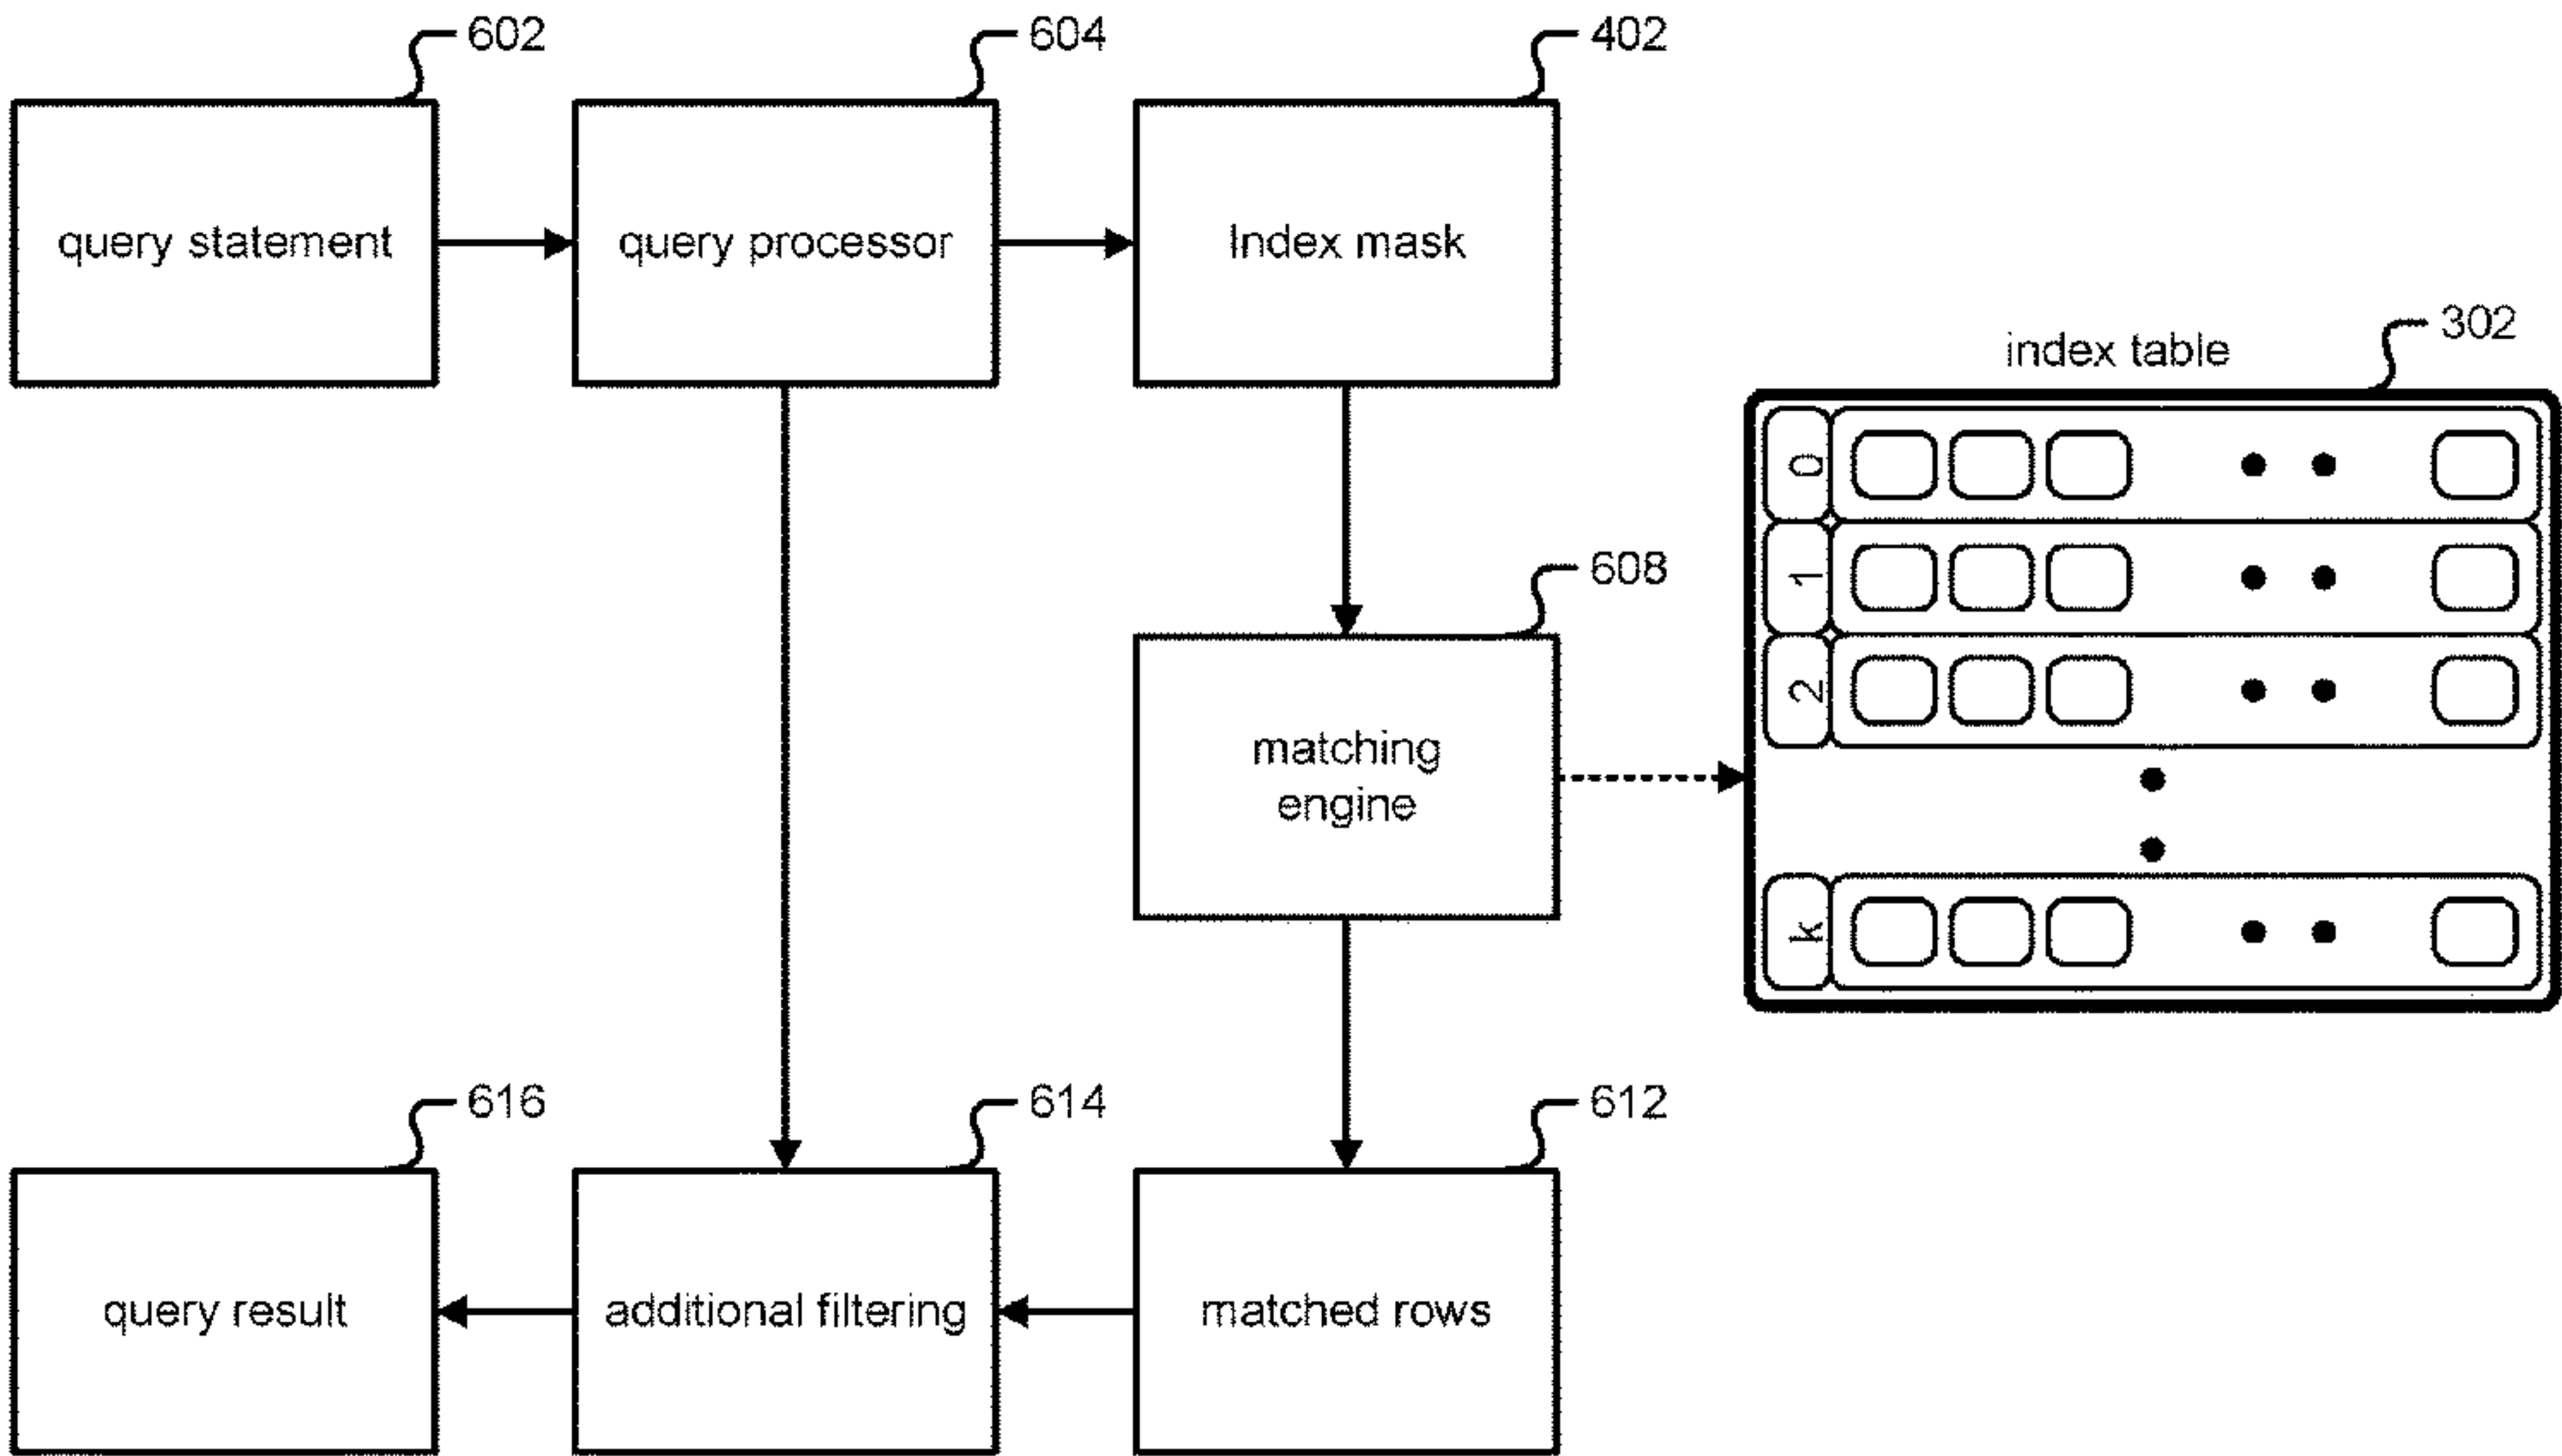 602
604
402
query statement
query processor
Index mask
302
index table
0
1
2
k
608
matching
engine
616
614
612
query result
additional filtering
matched rows